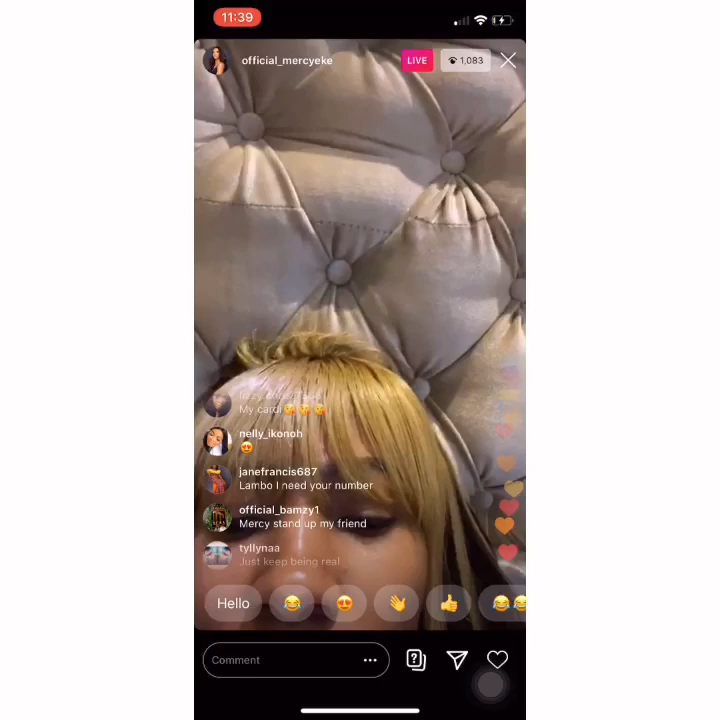 11:39
official_mercyeke
LIVE
1,083
My cardi 😘😘😘
nelly_ikonoh
😍
janefrancis687
Lambo I need your number
official_bamzy1
Mercy stand up my friend
tyllynaa
Just keep being real
Hello 😂 😍 👋 👍 😂😂
Comment